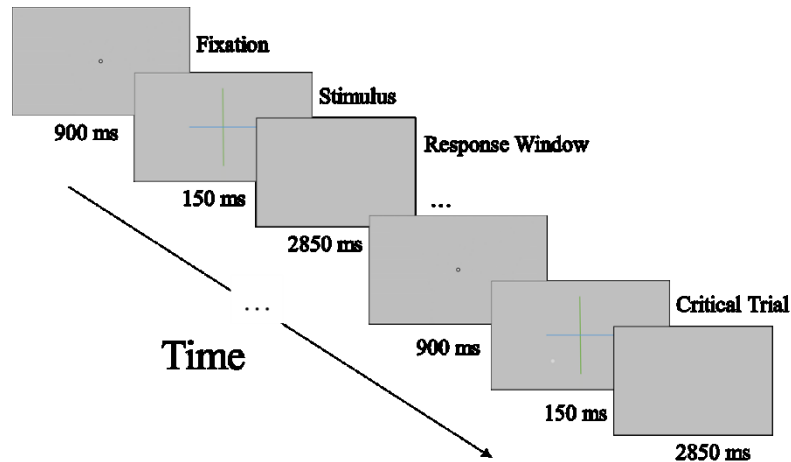 Fixation
900 ms
Stimulus
150 ms
Response Window
2850 ms
...
900 ms
Critical Trial
150 ms
2850 ms
...
Time